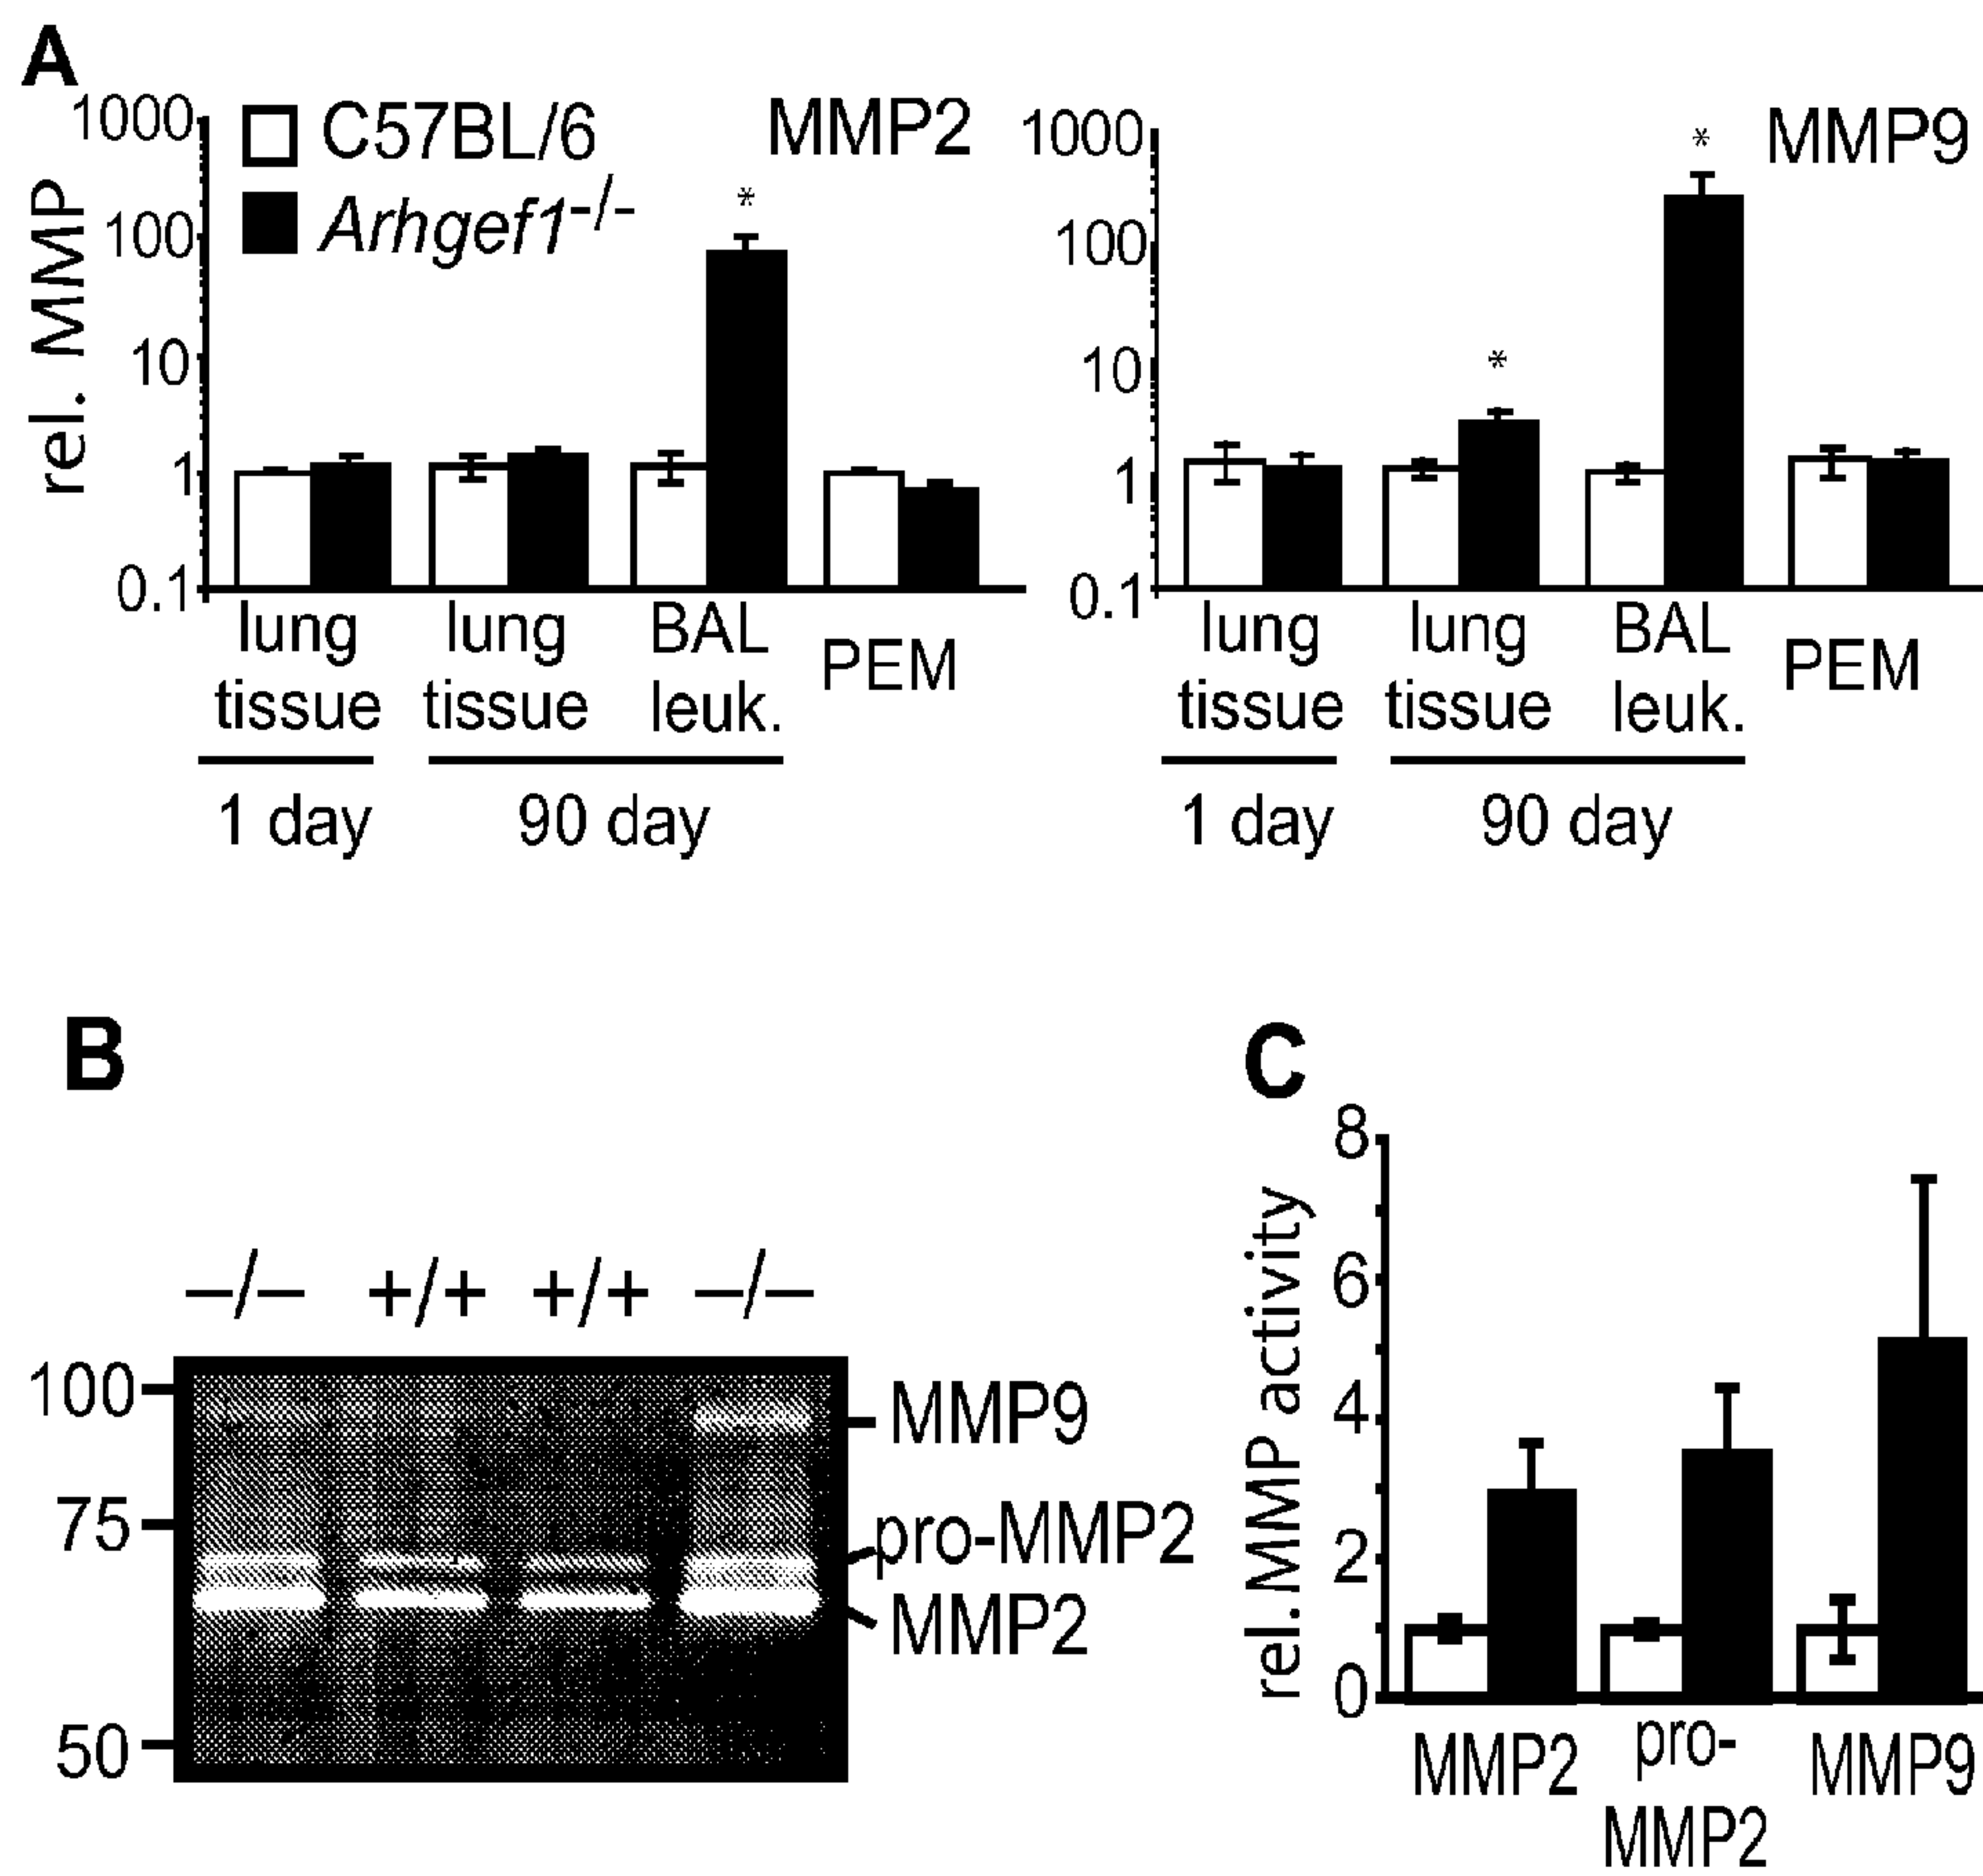 A
1000
100
10
1
0.1
rel. MMP
C57BL/6
Arhgef1-/-
MMP2
*
lung
tissue
lung
tissue
BAL
leuk.
PEM
1 day
90 day
1000
100
10
1
0.1
MMP9
*
*
lung
tissue
lung
tissue
BAL
leuk.
PEM
1 day
90 day
B
–/– +/+ +/+ –/–
100
75
50
MMP9
pro-MMP2
MMP2
C
rel. MMP activity
8
6
4
2
0
MMP2
pro-
MMP2
MMP9